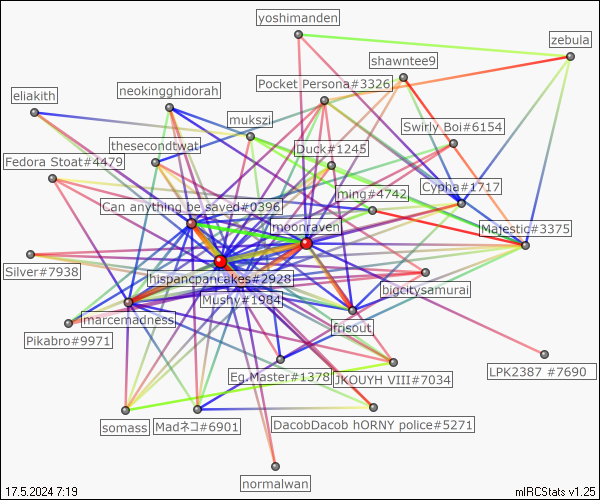 yoshimanden
zebula
shawntee9
Pocket Persona#3326
neokingghidorah
eliakith
mukszi
Swirly Boi#6154
thesecondtwat
Duck#1245
Fedora Stoat#4479
ming#4742
Cypha#1717
Can anything be saved#0396
moonraven
Majestic#3375
Silver#7938
hispancpancakes#2928
bigcitysamurai
Mushy#1984
marcemadness
frisout
Pikabro#9971
LPK2387 #7690
Eg.Master#1378
JKOUYH VIII#7034
somass
Madネコ#6901
DacobDacob hORNY police#5271
normalwan
17.5.2024 7:19
mIRCStats v1.25